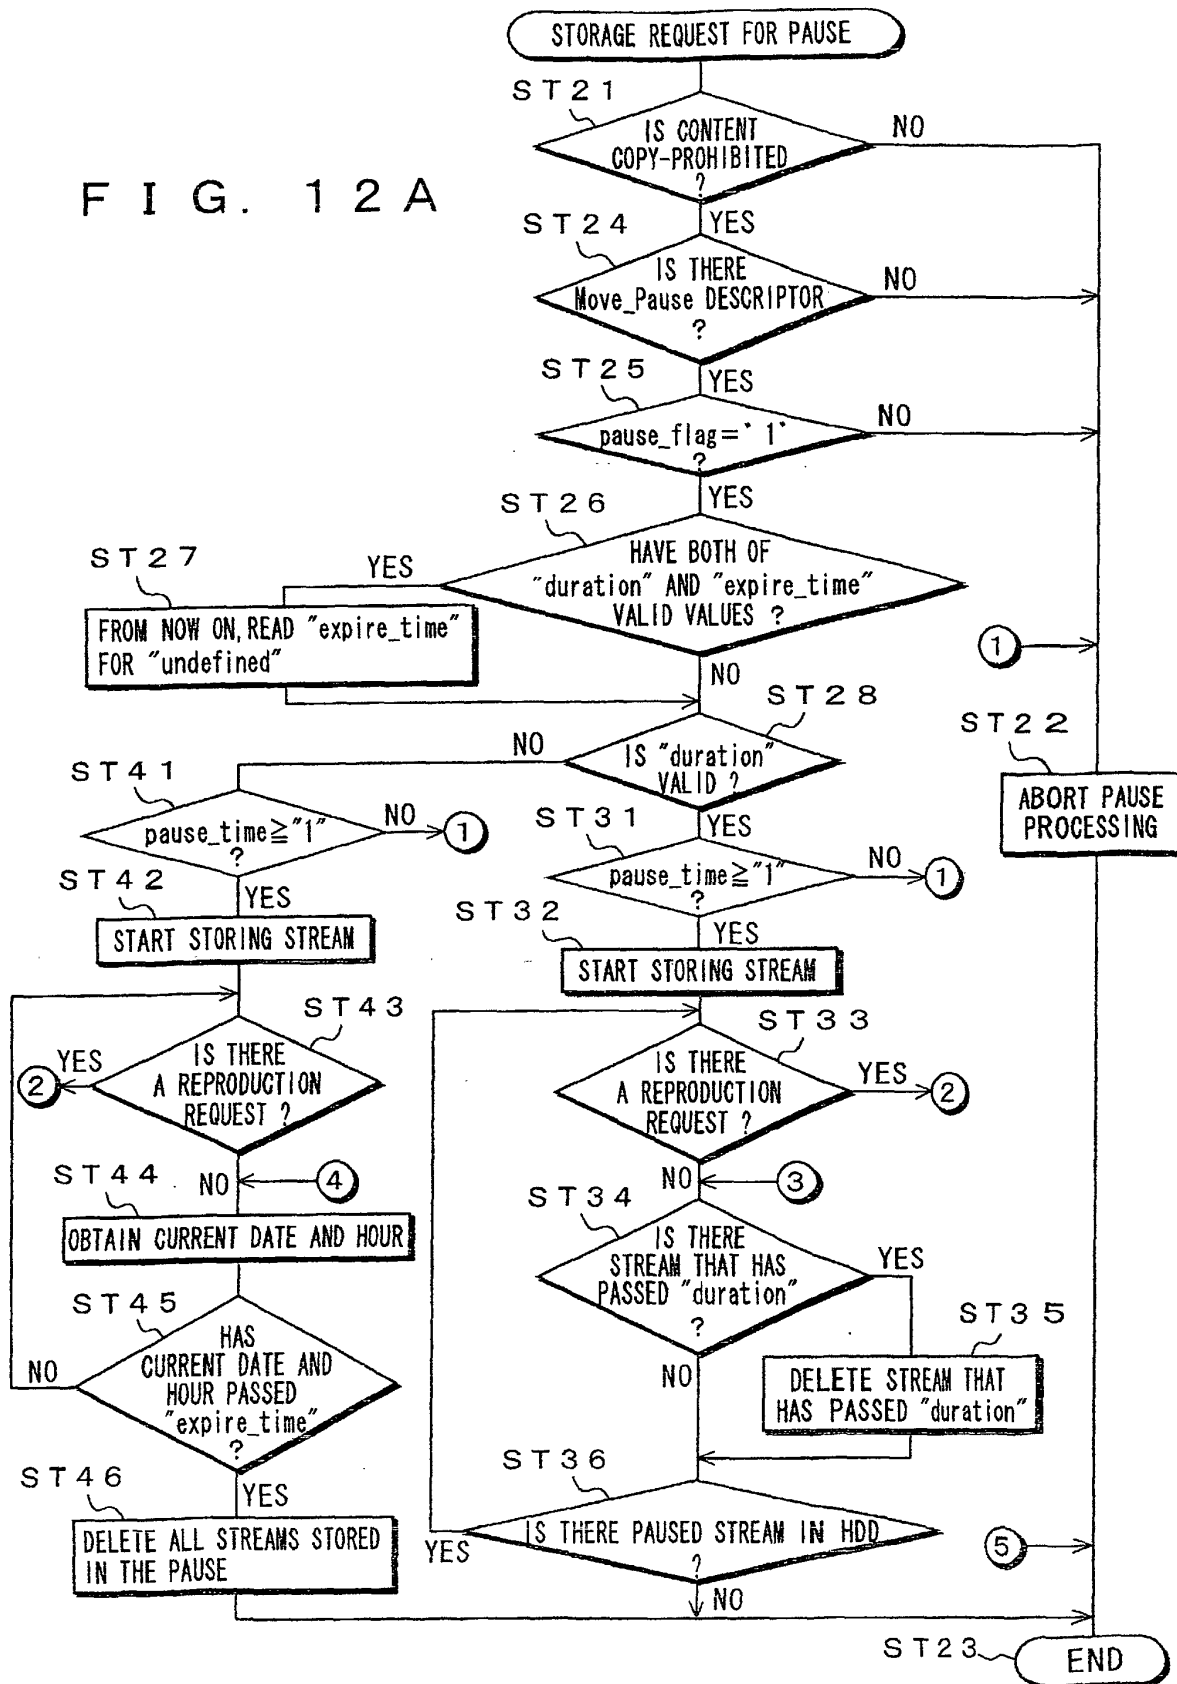 STORAGE REQUEST FOR PAUSE
ST21
IS CONTENT
COPY-PROHIBITED
?
NO
FIG. 12A
YES
ST24
IS THERE
Move_Pause DESCRIPTOR
?
NO
YES
ST25
pause_flag="1"
?
NO
YES
ST26
HAVE BOTH OF
"duration" AND "expire_time"
VALID VALUES ?
YES
ST27
FROM NOW ON, READ "expire_time"
FOR "undefined"
1
NO
ST28
IS "duration"
VALID ?
NO
ST22
ABORT PAUSE
PROCESSING
ST41
pause_time≧"1"
?
NO
1
YES
ST31
pause_time≧"1"
?
NO
1
YES
ST42
START STORING STREAM
YES
ST32
START STORING STREAM
ST43
IS THERE
A REPRODUCTION
REQUEST ?
YES
2
ST33
IS THERE
A REPRODUCTION
REQUEST ?
YES
2
NO
4
ST44
OBTAIN CURRENT DATE AND HOUR
NO
3
ST34
IS THERE
STREAM THAT HAS
PASSED "duration"
?
YES
ST35
DELETE STREAM THAT
HAS PASSED "duration"
NO
ST45
HAS
CURRENT DATE AND
HOUR PASSED
"expire_time"
?
NO
YES
ST46
DELETE ALL STREAMS STORED
IN THE PAUSE
ST36
IS THERE PAUSED STREAM IN HDD
?
YES
NO
5
ST23
END